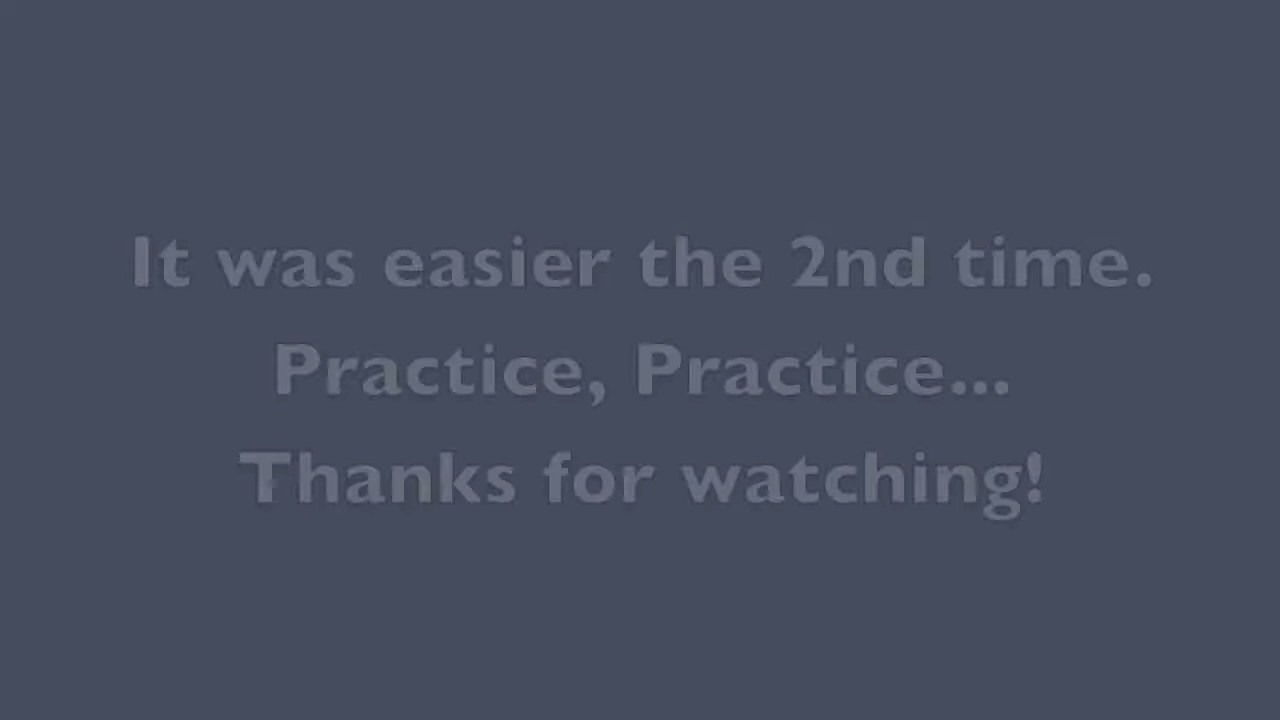 It was easier the 2nd time.
Practice, Practice...
Thanks for watching!